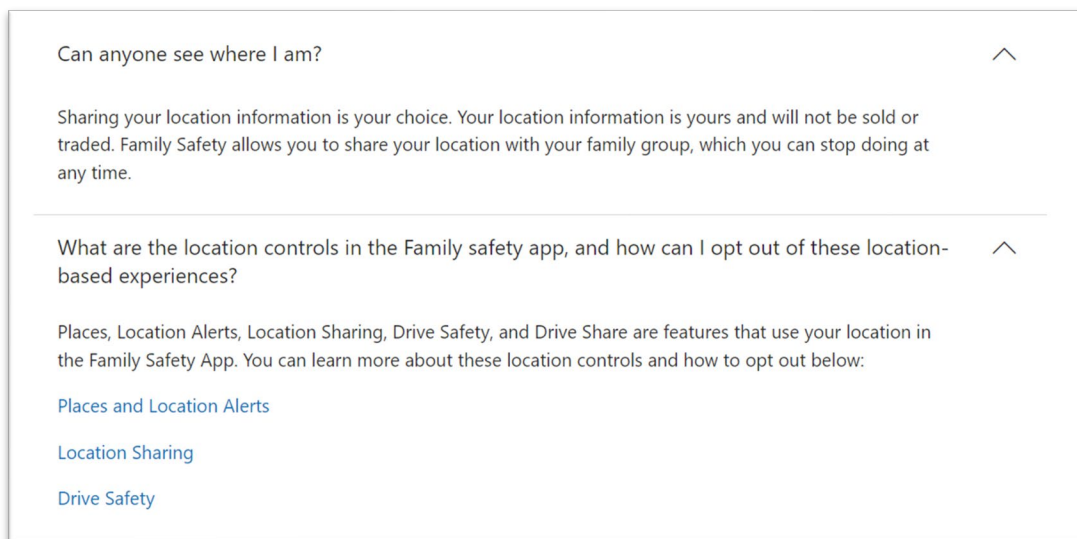 Can anyone see where I am?
Sharing your location information is your choice. Your location information is yours and will not be sold or
traded. Family Safety allows you to share your location with your family group, which you can stop doing at
any time.
What are the location controls in the Family safety app, and how can I opt out of these location-
based experiences?
Places, Location Alerts, Location Sharing, Drive Safety, and Drive Share are features that use your location in
the Family Safety App. You can learn more about these location controls and how to opt out below:
Places and Location Alerts
Location Sharing
Drive Safety